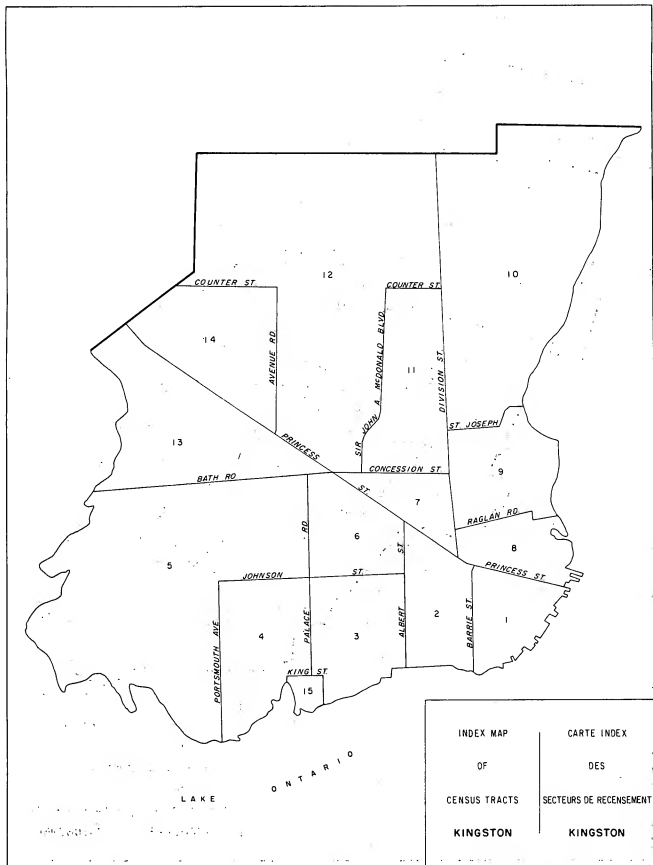 12
10
COUNTER ST.
COUNTER ST.
14
AVENUE RD.
SIR JOHN A McDONALD BLVD.
11
DIVISION ST.
ST. JOSEPH
13
PRINCESS ST.
BATH RD
CONCESSION ST.
9
7
RAGLAN RD.
5
6
8
PRINCESS ST
JOHNSON ST.
PALACE RD.
ALBERT ST.
PORTSMOUTH AVE
4
3
2
BARRIE ST.
1
KING ST.
15
LAKE ONTARIO
INDEX MAP
OF
CENSUS TRACTS
KINGSTON
CARTE INDEX
DES
SECTEURS DE RECENSEMENT
KINGSTON